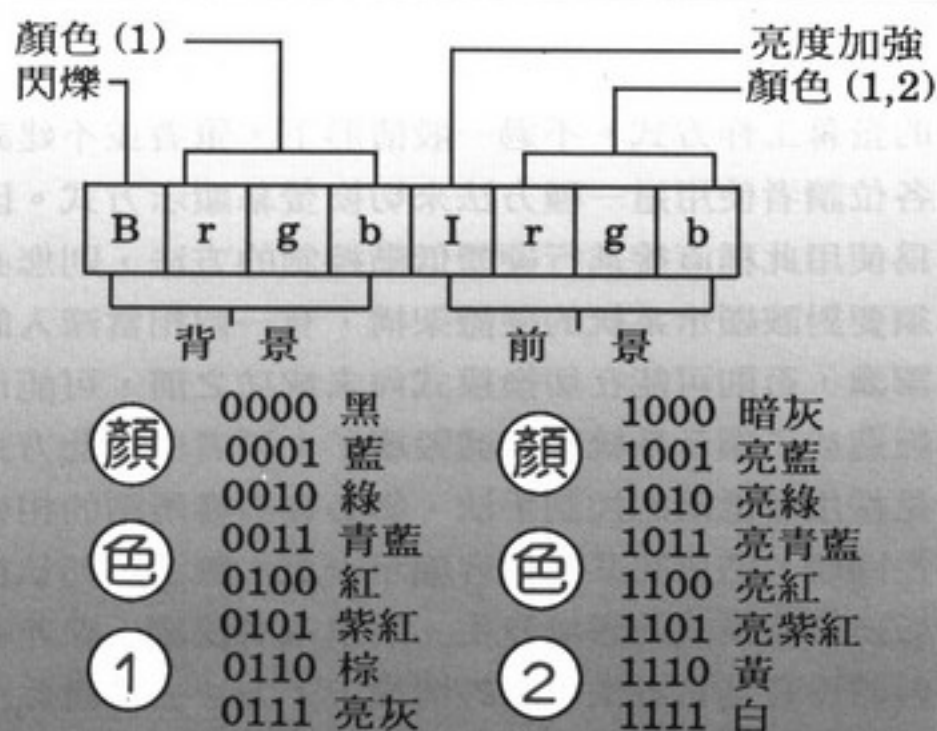 顏色 (1)
閃爍
亮度加強
顏色 (1,2)
B r g b I r g b
背 景
前 景
顏色1
0000 黑
0001 藍
0010 綠
0011 青藍
0100 紅
0101 紫紅
0110 棕
0111 亮灰
顏色2
1000 暗灰
1001 亮藍
1010 亮綠
1011 亮青藍
1100 亮紅
1101 亮紫紅
1110 黃
1111 白